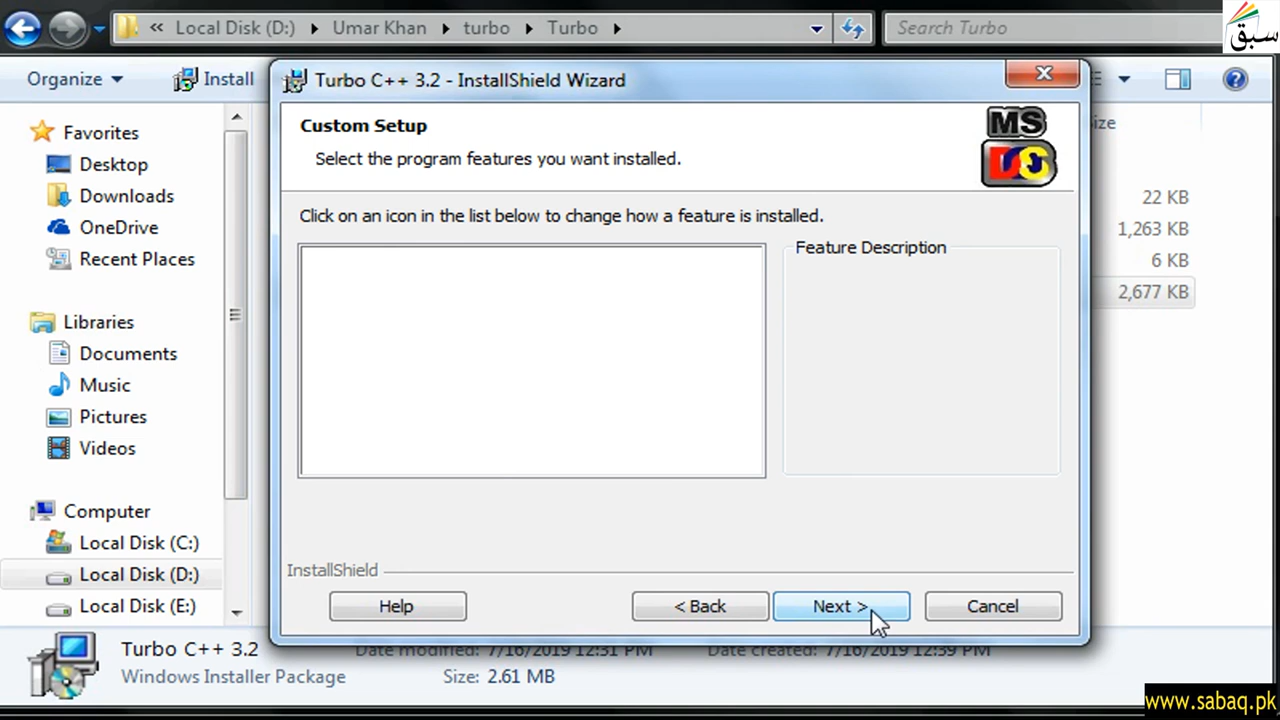 « Local Disk (D:) Umar Khan turbo Turbo
Search Turbo
سبق
Organize
Install
Turbo C++ 3.2 - InstallShield Wizard
Custom Setup
Select the program features you want installed.
MS
DOS
Click on an icon in the list below to change how a feature is installed.
Feature Description
InstallShield
Help
< Back
Next >
Cancel
Favorites
Desktop
Downloads
OneDrive
Recent Places
Libraries
Documents
Music
Pictures
Videos
Computer
Local Disk (C:)
Local Disk (D:)
Local Disk (E:)
22 KB
1,263 KB
6 KB
2,677 KB
Turbo C++ 3.2
Date modified: 7/16/2019 12:31 PM
Date created: 7/16/2019 12:39 PM
Windows Installer Package
Size: 2.61 MB
www.sabaq.pk